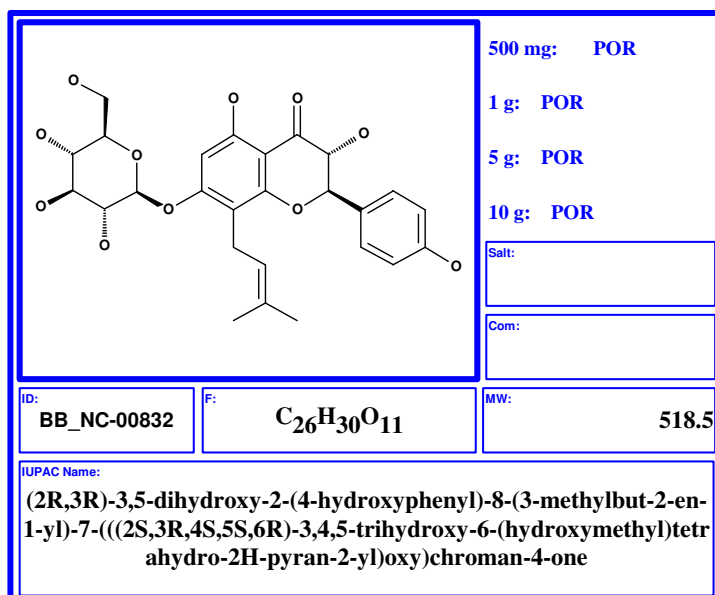 500 mg: POR
1 g: POR
5 g: POR
10 g: POR
O
O
O
O
O
O
O
O
O
O
O
Salt:
Com:
ID:
BB_NC-00832
F:
C26H30O11
MW:
518.5
IUPAC Name:
(2R,3R)-3,5-dihydroxy-2-(4-hydroxyphenyl)-8-(3-methylbut-2-en-
1-yl)-7-(((2S,3R,4S,5S,6R)-3,4,5-trihydroxy-6-(hydroxymethyl)tetr
ahydro-2H-pyran-2-yl)oxy)chroman-4-one